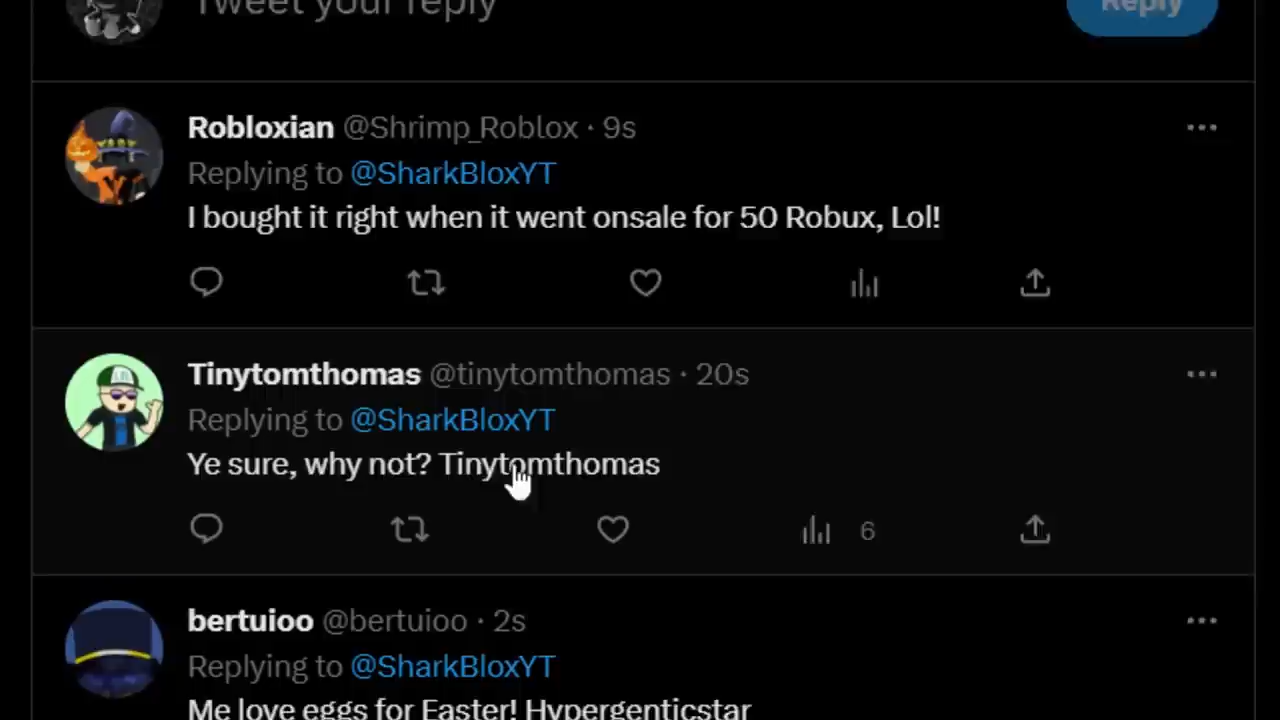 Tweet your reply
Reply
Robloxian @Shrimp_Roblox · 9s
Replying to @SharkBloxYT
I bought it right when it went onsale for 50 Robux, Lol!
Tinytomthomas @tinytomthomas · 20s
Replying to @SharkBloxYT
Ye sure, why not? Tinytomthomas
6
bertuioo @bertuioo · 2s
Replying to @SharkBloxYT
Me love eggs for Easter! Hypergenticstar